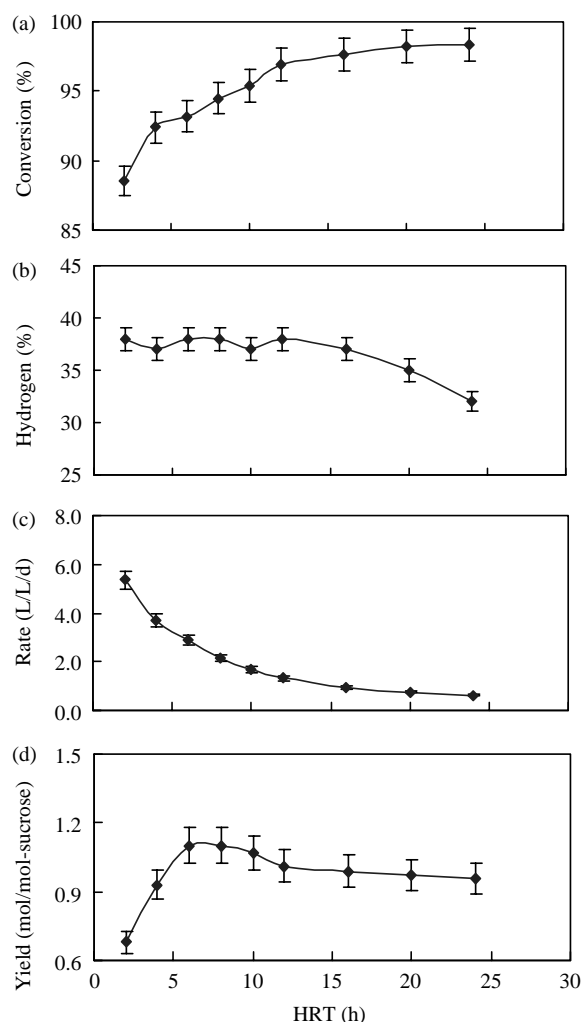 (a)
100
95
90
85
Conversion (%)
(b)
45
40
35
30
25
Hydrogen (%)
(c)
8.0
6.0
4.0
2.0
0.0
Rate (L/L/d)
(d)
1.5
1.2
0.9
0.6
Yield (mol/mol-sucrose)
0 5 10 15 20 25 30
HRT (h)